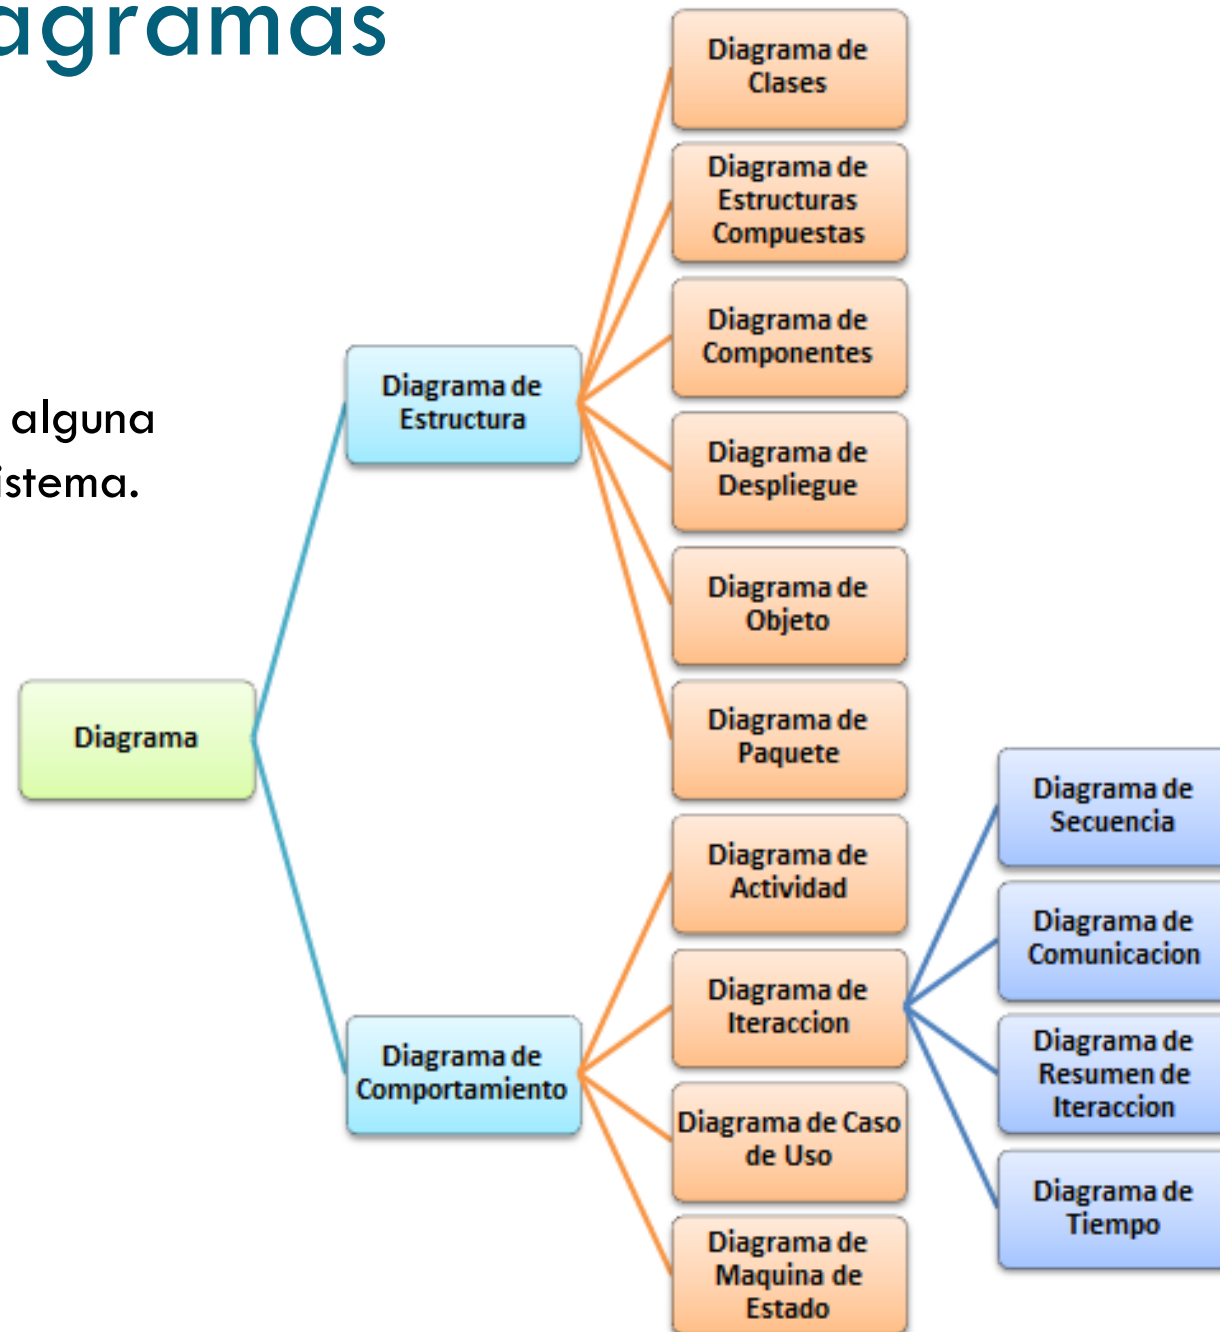 agramas
alguna
istema.
Diagrama
Diagrama de
Estructura
Diagrama de
Comportamiento
Diagrama de
Clases
Diagrama de
Estructuras
Compuestas
Diagrama de
Componentes
Diagrama de
Despliegue
Diagrama de
Objeto
Diagrama de
Paquete
Diagrama de
Actividad
Diagrama de
Iteraccion
Diagrama de Caso
de Uso
Diagrama de
Maquina de
Estado
Diagrama de
Secuencia
Diagrama de
Comunicacion
Diagrama de
Resumen de
Iteraccion
Diagrama de
Tiempo